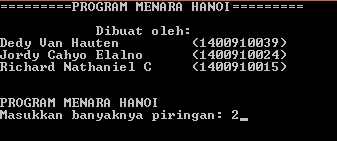 =========PROGRAM MENARA HANOI=========
Dibuat oleh:
Dedy Van Hauten (1400910039)
Jordy Cahyo Elalno (1400910024)
Richard Nathaniel C (1400910015)
PROGRAM MENARA HANOI
Masukkan banyaknya piringan: 2_